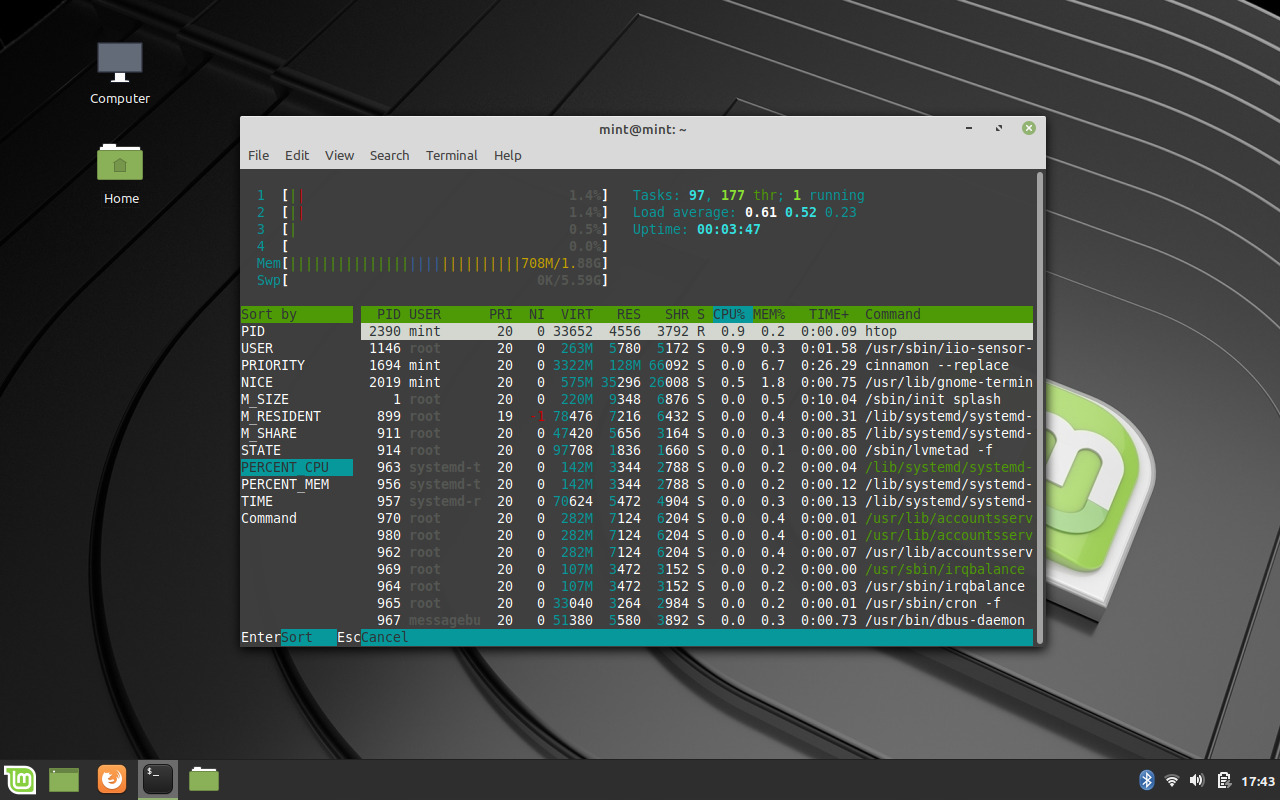 Computer
Home
mint@mint: ~
File Edit View Search Terminal Help
1 [|| 1.4%] Tasks: 97, 177 thr; 1 running
2 [|| 1.4%] Load average: 0.61 0.52 0.23
3 [| 0.5%] Uptime: 00:03:47
4 [ 0.0%]
Mem[|||||||||||||||||||||||||||||708M/1.88G]
Swp[ 0K/5.59G]
Sort by PID USER PRI NI VIRT RES SHR S CPU% MEM% TIME+ Command
PID 2390 mint 20 0 33652 4556 3792 R 0.9 0.2 0:00.09 htop
USER 1146 root 20 0 263M 5780 5172 S 0.9 0.3 0:01.58 /usr/sbin/iio-sensor-
PRIORITY 1694 mint 20 0 3322M 128M 66092 S 0.0 6.7 0:26.29 cinnamon --replace
NICE 2019 mint 20 0 575M 35296 26008 S 0.5 1.8 0:00.75 /usr/lib/gnome-termin
M_SIZE 1 root 20 0 220M 9348 6876 S 0.0 0.5 0:10.04 /sbin/init splash
M_RESIDENT 899 root 19 -1 78476 7216 6432 S 0.0 0.4 0:00.31 /lib/systemd/systemd-
M_SHARE 911 root 20 0 47420 5656 3164 S 0.0 0.3 0:00.85 /lib/systemd/systemd-
STATE 914 root 20 0 97708 1836 1660 S 0.0 0.1 0:00.00 /sbin/lvmetad -f
PERCENT_CPU 963 systemd-t 20 0 142M 3344 2788 S 0.0 0.2 0:00.04 /lib/systemd/systemd-
PERCENT_MEM 956 systemd-t 20 0 142M 3344 2788 S 0.0 0.2 0:00.12 /lib/systemd/systemd-
TIME 957 systemd-r 20 0 70624 5472 4904 S 0.0 0.3 0:00.13 /lib/systemd/systemd-
Command 970 root 20 0 282M 7124 6204 S 0.0 0.4 0:00.01 /usr/lib/accountsserv
980 root 20 0 282M 7124 6204 S 0.0 0.4 0:00.01 /usr/lib/accountsserv
962 root 20 0 282M 7124 6204 S 0.0 0.4 0:00.07 /usr/lib/accountsserv
969 root 20 0 107M 3472 3152 S 0.0 0.2 0:00.00 /usr/sbin/irqbalance
964 root 20 0 107M 3472 3152 S 0.0 0.2 0:00.03 /usr/sbin/irqbalance
965 root 20 0 33040 3264 2984 S 0.0 0.2 0:00.01 /usr/sbin/cron -f
967 messagebu 20 0 51380 5580 3892 S 0.0 0.3 0:00.73 /usr/bin/dbus-daemon
EnterSort EscCancel
$_
17:43